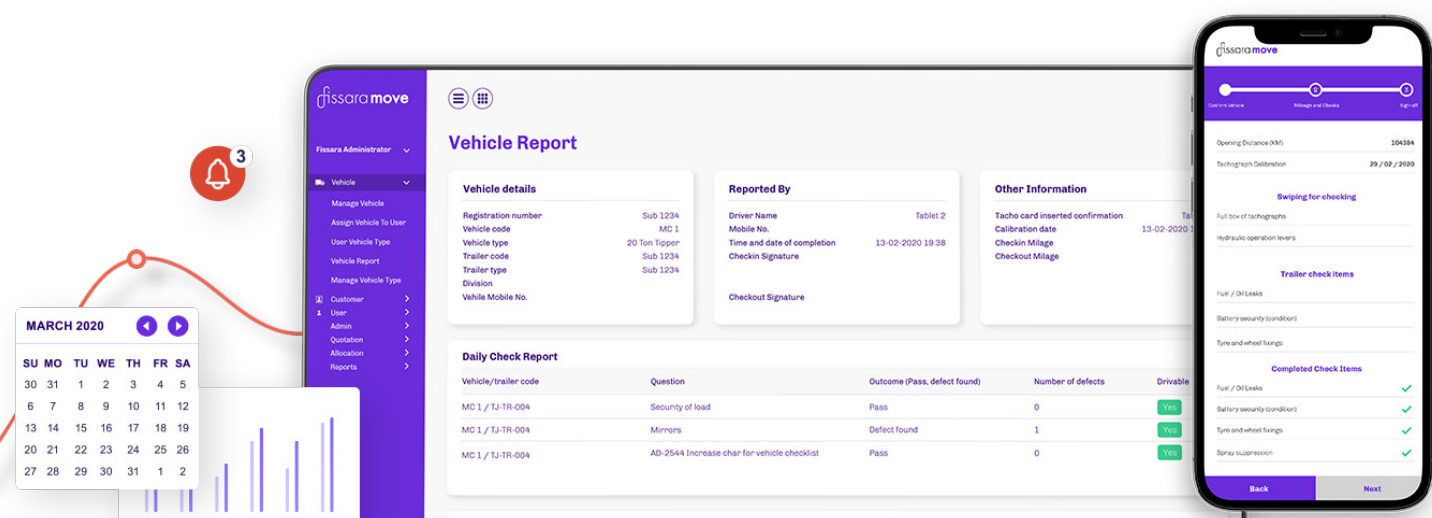 fissara move
Fissara Administrator
Vehicle
Manage Vehicle
Assign Vehicle To User
User Vehicle Type
Vehicle Report
Manage Vehicle Type
Customer
User
Admin
Quotation
Allocation
Reports
3
MARCH 2020
SU MO TU WE TH FR SA
30 31 1 2 3 4 5
6 7 8 9 10 11 12
13 14 15 16 17 18 19
20 21 22 23 24 25 26
27 28 29 30 31 1 2
Vehicle Report
Vehicle details
Registration number Sub 1234
Vehicle code MC 1
Vehicle type 20 Ton Tipper
Trailer code Sub 1234
Trailer type Sub 1234
Division
Vehile Mobile No.
Reported By
Driver Name Tablet 2
Mobile No.
Time and date of completion 13-02-2020 19:38
Checkin Signature
Checkout Signature
Other Information
Tacho card inserted confirmation
Calibration date 13-02-2020
Checkin Milage
Checkout Milage
Daily Check Report
Vehicle/trailer code Question Outcome (Pass, defect found) Number of defects Drivable
MC 1 / TJ-TR-004 Security of load Pass 0 Yes
MC 1 / TJ-TR-004 Mirrors Defect found 1 Yes
MC 1 / TJ-TR-004 AD-2544 Increase char for vehicle checklist Pass 0 Yes
fissara move
2 3
Confirm Vehicle Mileage and Checks Sign-off
Opening Distance (KM) 104384
Tachograph Calibration 29 / 02 / 2020
Swiping for checking
Full box of tachographs
Hydraulic operation levers
Trailer check items
Fuel / Oil Leaks
Battery security (condition)
Tyre and wheel fixings
Completed Check Items
Fuel / Oil Leaks
Battery security (condition)
Tyre and wheel fixings
Spray suppression
Back Next